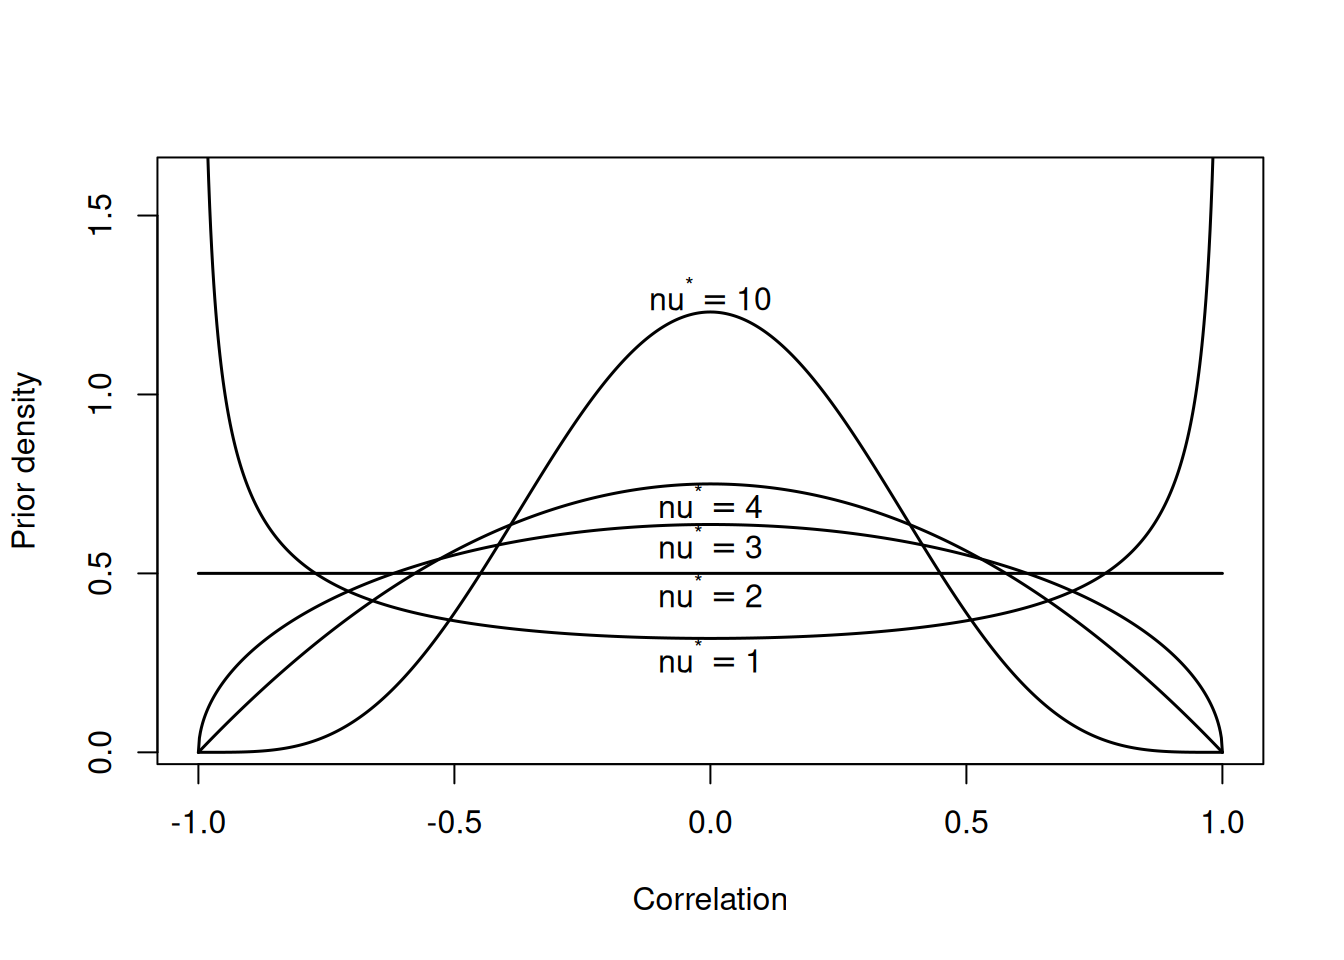 1.5
1.0
0.5
0.0
Prior density
nu* = 10
nu* = 4
nu* = 3
nu* = 2
nu* = 1
-1.0 -0.5 0.0 0.5 1.0
Correlation